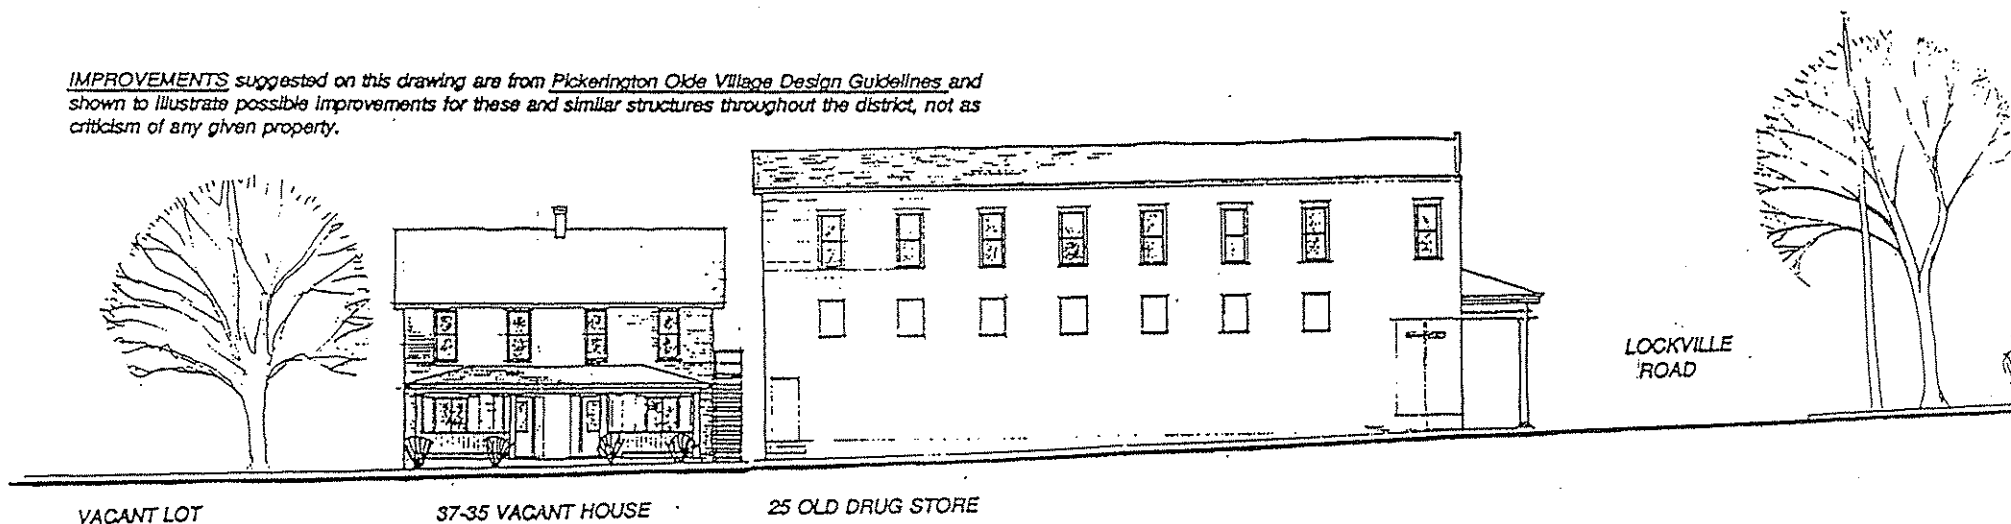 IMPROVEMENTS suggested on this drawing are from Pickerington Olde Village Design Guidelines and
shown to illustrate possible improvements for these and similar structures throughout the district, not as
criticism of any given property.
LOCKVILLE
ROAD
VACANT LOT
37-35 VACANT HOUSE
25 OLD DRUG STORE